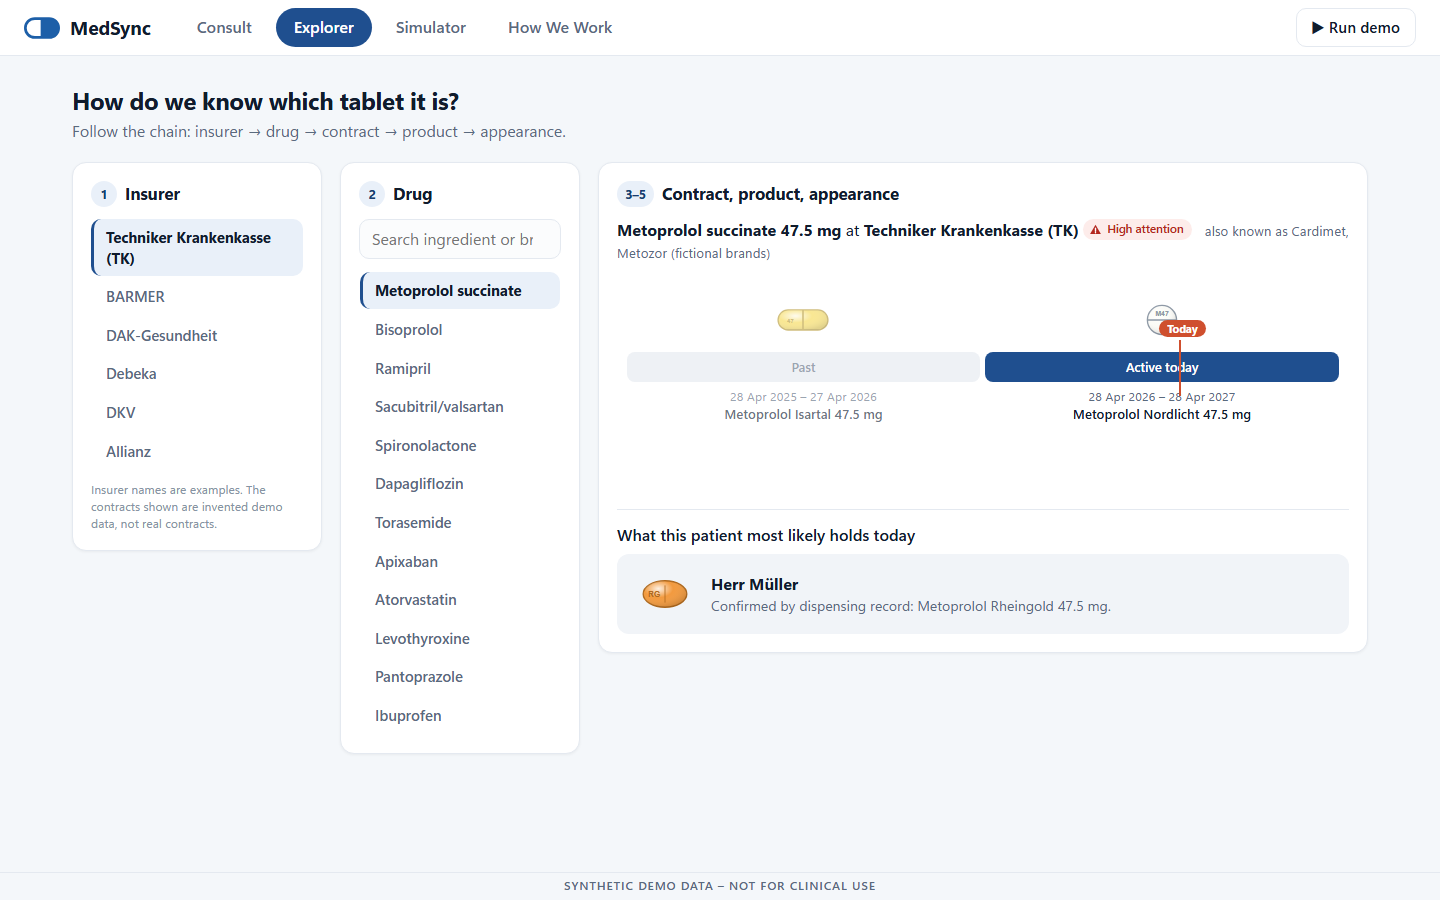 MedSync
Consult
Explorer
Simulator
How We Work
▶ Run demo
How do we know which tablet it is?
Follow the chain: insurer → drug → contract → product → appearance.
1 Insurer
Techniker Krankenkasse
(TK)
BARMER
DAK-Gesundheit
Debeka
DKV
Allianz
Insurer names are examples. The
contracts shown are invented demo
data, not real contracts.
2 Drug
Search ingredient or br
Metoprolol succinate
Bisoprolol
Ramipril
Sacubitril/valsartan
Spironolactone
Dapagliflozin
Torasemide
Apixaban
Atorvastatin
Levothyroxine
Pantoprazole
Ibuprofen
3–5 Contract, product, appearance
Metoprolol succinate 47.5 mg at Techniker Krankenkasse (TK) High attention also known as Cardimet,
Metozor (fictional brands)
47
M47
Today
Past
Active today
28 Apr 2025 – 27 Apr 2026
28 Apr 2026 – 28 Apr 2027
Metoprolol Isartal 47.5 mg
Metoprolol Nordlicht 47.5 mg
What this patient most likely holds today
RG
Herr Müller
Confirmed by dispensing record: Metoprolol Rheingold 47.5 mg.
SYNTHETIC DEMO DATA – NOT FOR CLINICAL USE